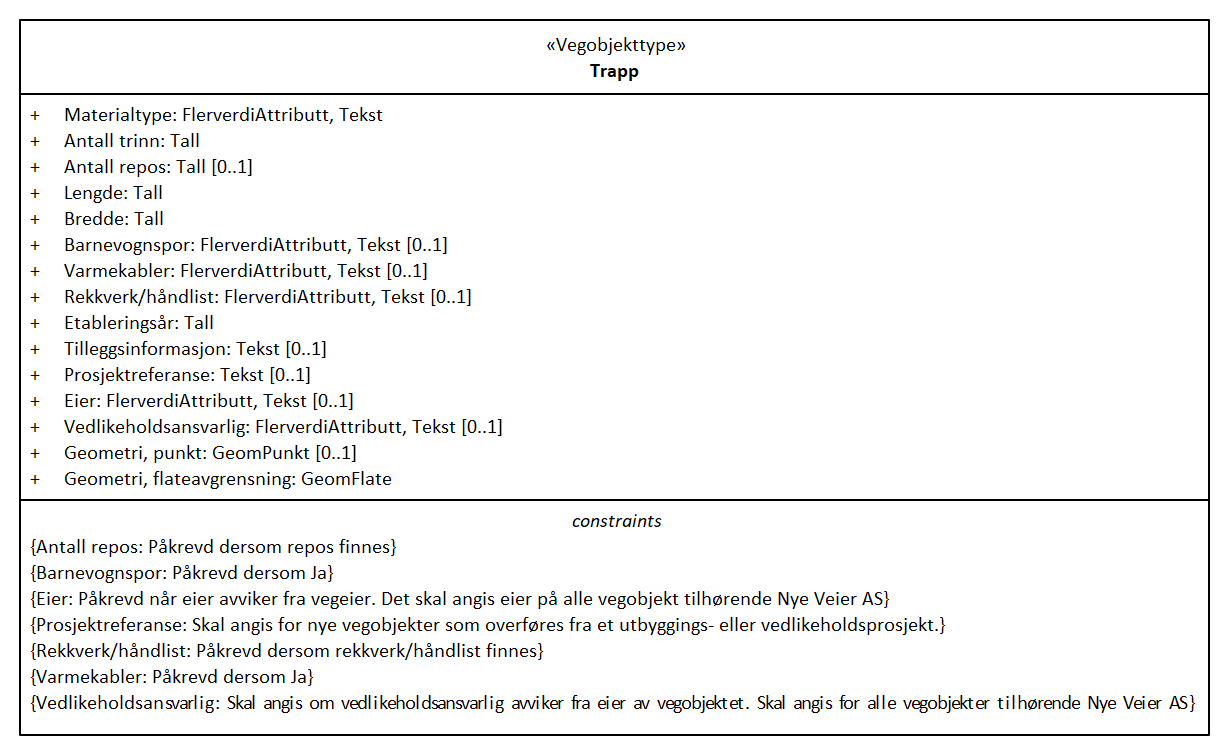 «Vegobjekttype»
Trapp
+ Materialtype: FlerverdiAttributt, Tekst
+ Antall trinn: Tall
+ Antall repos: Tall [0..1]
+ Lengde: Tall
+ Bredde: Tall
+ Barnevognspor: FlerverdiAttributt, Tekst [0..1]
+ Varmekabler: FlerverdiAttributt, Tekst [0..1]
+ Rekkverk/håndlist: FlerverdiAttributt, Tekst [0..1]
+ Etableringsår: Tall
+ Tilleggsinformasjon: Tekst [0..1]
+ Prosjektreferanse: Tekst [0..1]
+ Eier: FlerverdiAttributt, Tekst [0..1]
+ Vedlikeholdsansvarlig: FlerverdiAttributt, Tekst [0..1]
+ Geometri, punkt: GeomPunkt [0..1]
+ Geometri, flateavgrensning: GeomFlate
constraints
{Antall repos: Påkrevd dersom repos finnes}
{Barnevognspor: Påkrevd dersom Ja}
{Eier: Påkrevd når eier avviker fra vegeier. Det skal angis eier på alle vegobjekt tilhørende Nye Veier AS}
{Prosjektreferanse: Skal angis for nye vegobjekter som overføres fra et utbyggings- eller vedlikeholdsprosjekt.}
{Rekkverk/håndlist: Påkrevd dersom rekkverk/håndlist finnes}
{Varmekabler: Påkrevd dersom Ja}
{Vedlikeholdsansvarlig: Skal angis om vedlikeholdsansvarlig avviker fra eier av vegobjektet. Skal angis for alle vegobjekter tilhørende Nye Veier AS}